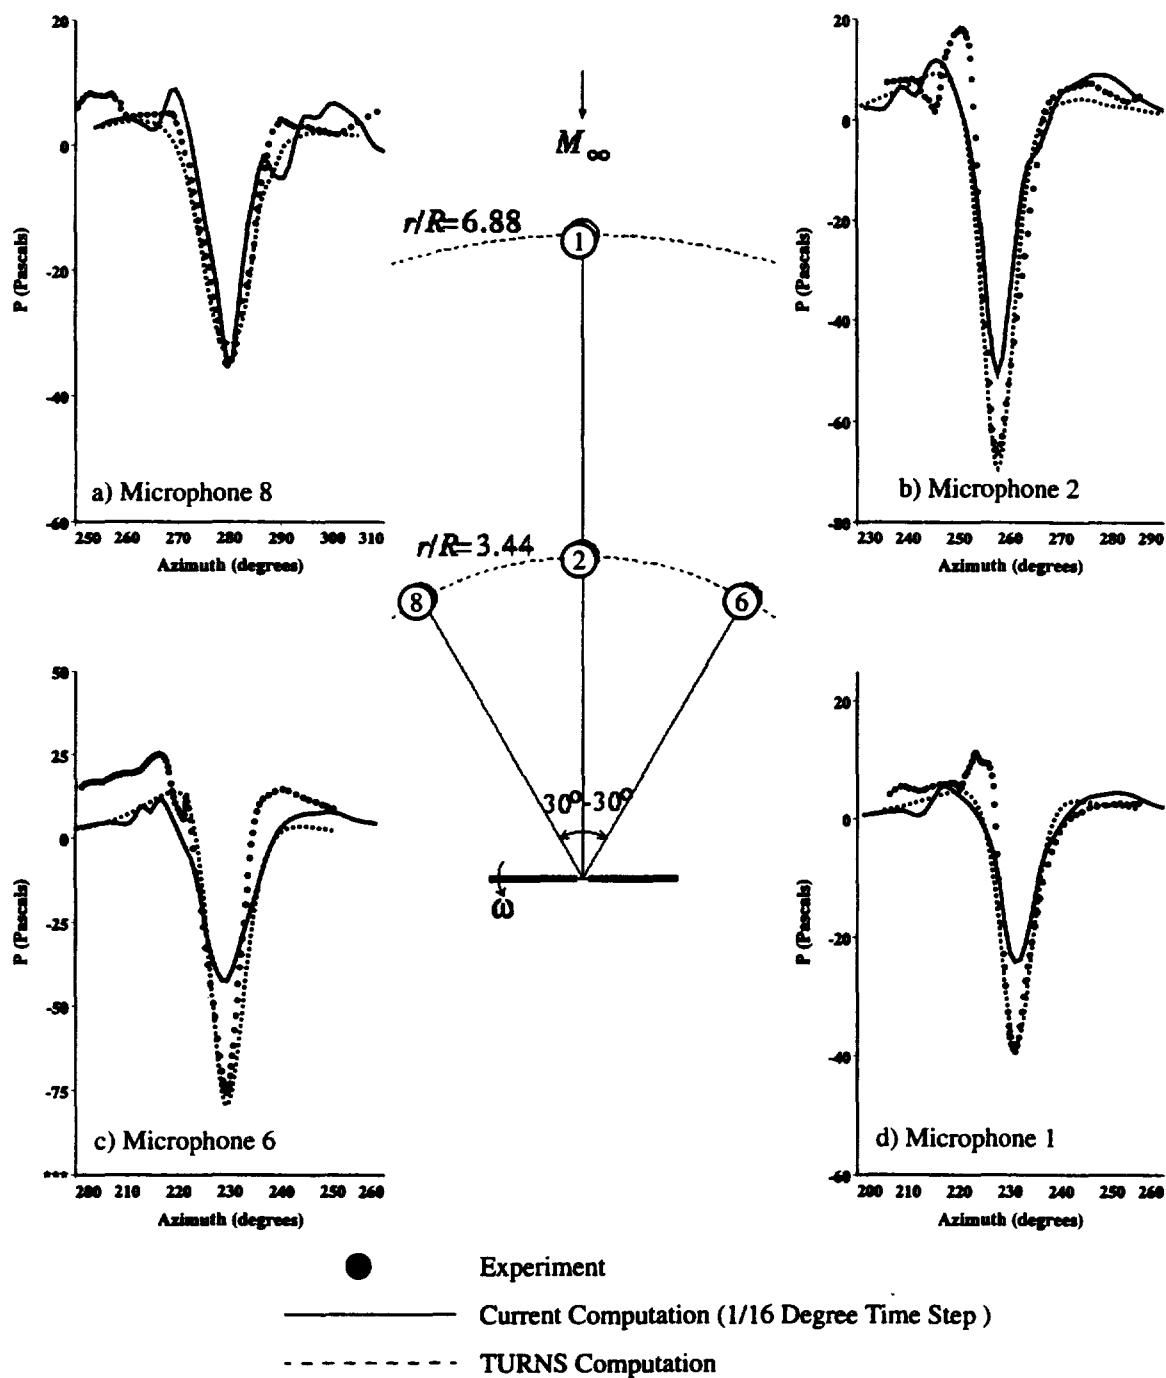 20
0
-20
-40
-60
P (Pascals)
250 260 270 280 290 300 310
Azimuth (degrees)
a) Microphone 8
M∞
r/R=6.88
1
r/R=3.44
2
8
6
30° -30°
ω
20
0
-20
-40
-60
-80
P (Pascals)
230 240 250 260 270 280 290
Azimuth (degrees)
b) Microphone 2
50
25
0
-25
-50
-75
***
P (Pascals)
200 210 220 230 240 250 260
Azimuth (degrees)
c) Microphone 6
20
0
-20
-40
-60
P (Pascals)
200 210 220 230 240 250 260
Azimuth (degrees)
d) Microphone 1
Experiment
Current Computation (1/16 Degree Time Step )
TURNS Computation